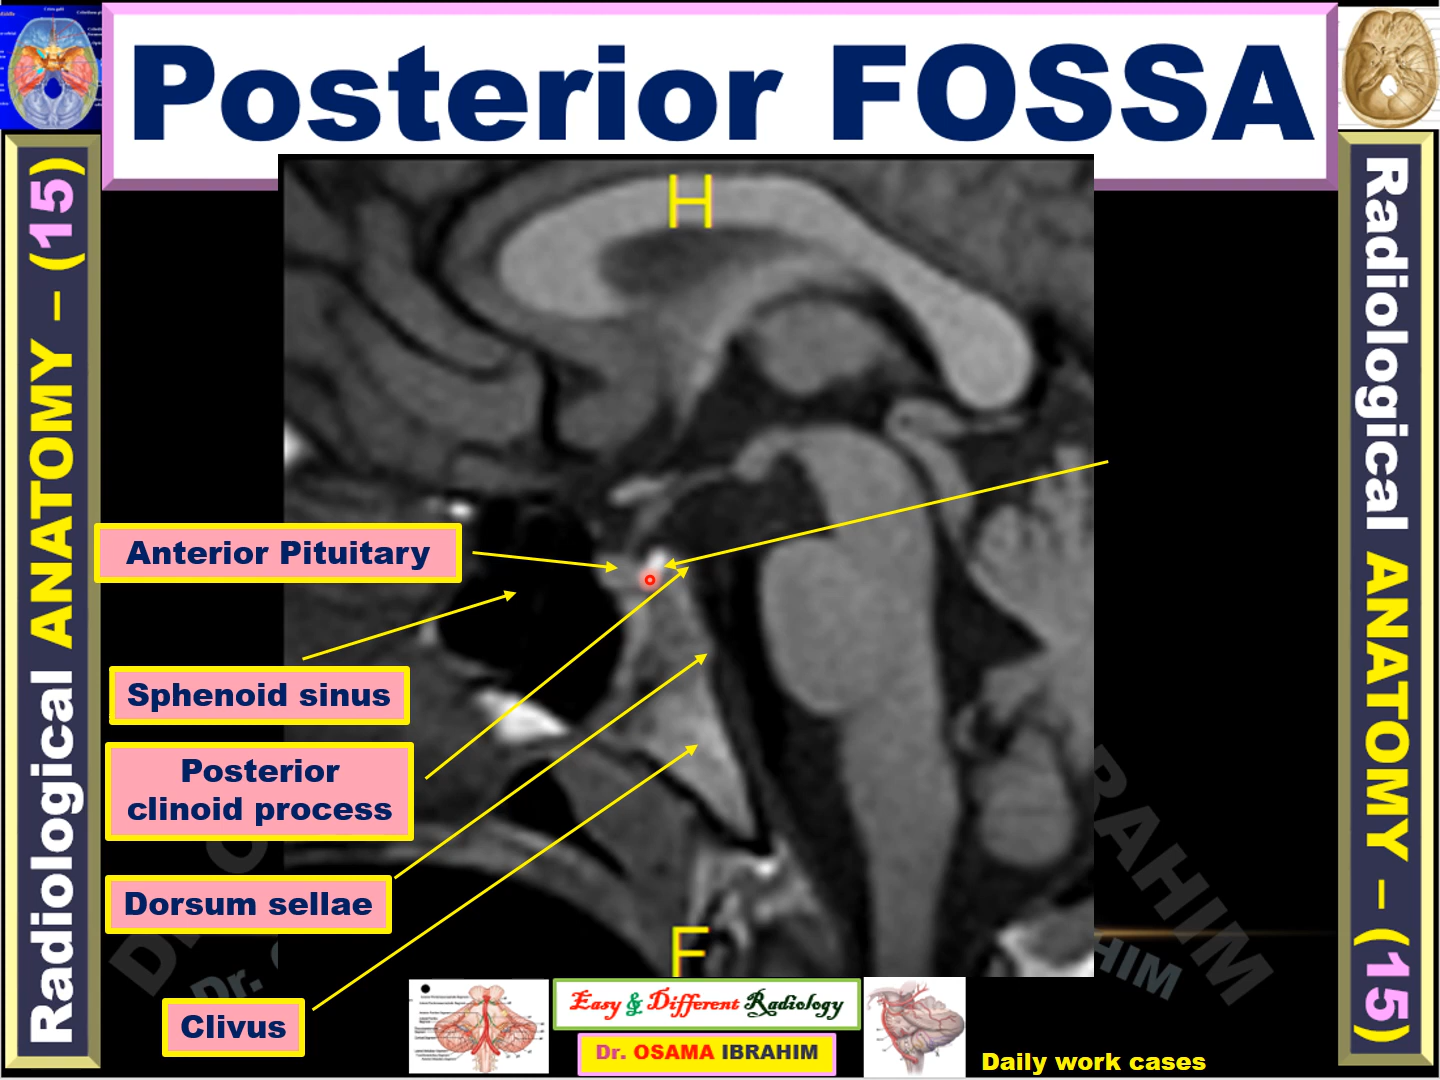 Posterior FOSSA
Radiological ANATOMY – (15)
Radiological ANATOMY – (15)
H
Anterior Pituitary
Sphenoid sinus
Posterior
clinoid process
Dorsum sellae
Clivus
F
Easy & Different Radiology
Dr. OSAMA IBRAHIM
Daily work cases